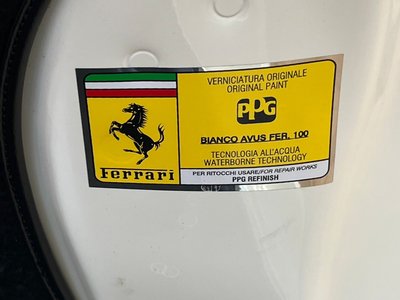 VERNICIATURA ORIGINALE
ORIGINAL PAINT
PPG
BIANCO AVUS FER. 100
TECNOLOGIA ALL'ACQUA
WATERBORNE TECHNOLOGY
Ferrari
PER RITOCCHI USARE/FOR REPAIR WORKS
PPG REFINISH